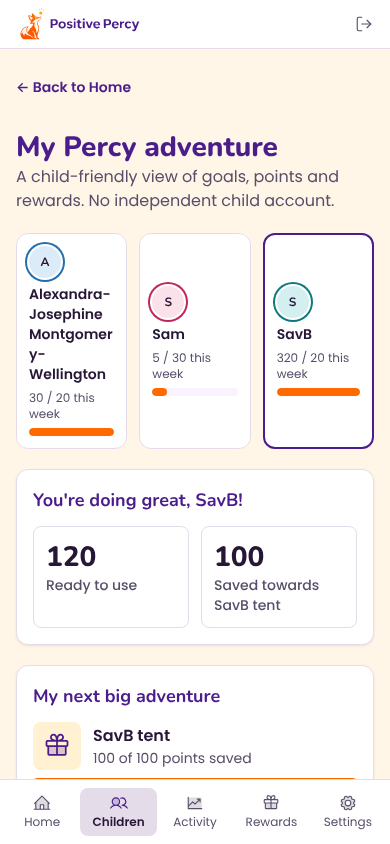 Positive Percy
← Back to Home
My Percy adventure
A child-friendly view of goals, points and
rewards. No independent child account.
A
Alexandra-
Josephine
Montgomer
y-
Wellington
30 / 20 this
week
S
Sam
5 / 30 this
week
S
SavB
320 / 20 this
week
You're doing great, SavB!
120
Ready to use
100
Saved towards
SavB tent
My next big adventure
SavB tent
100 of 100 points saved
Home
Children
Activity
Rewards
Settings